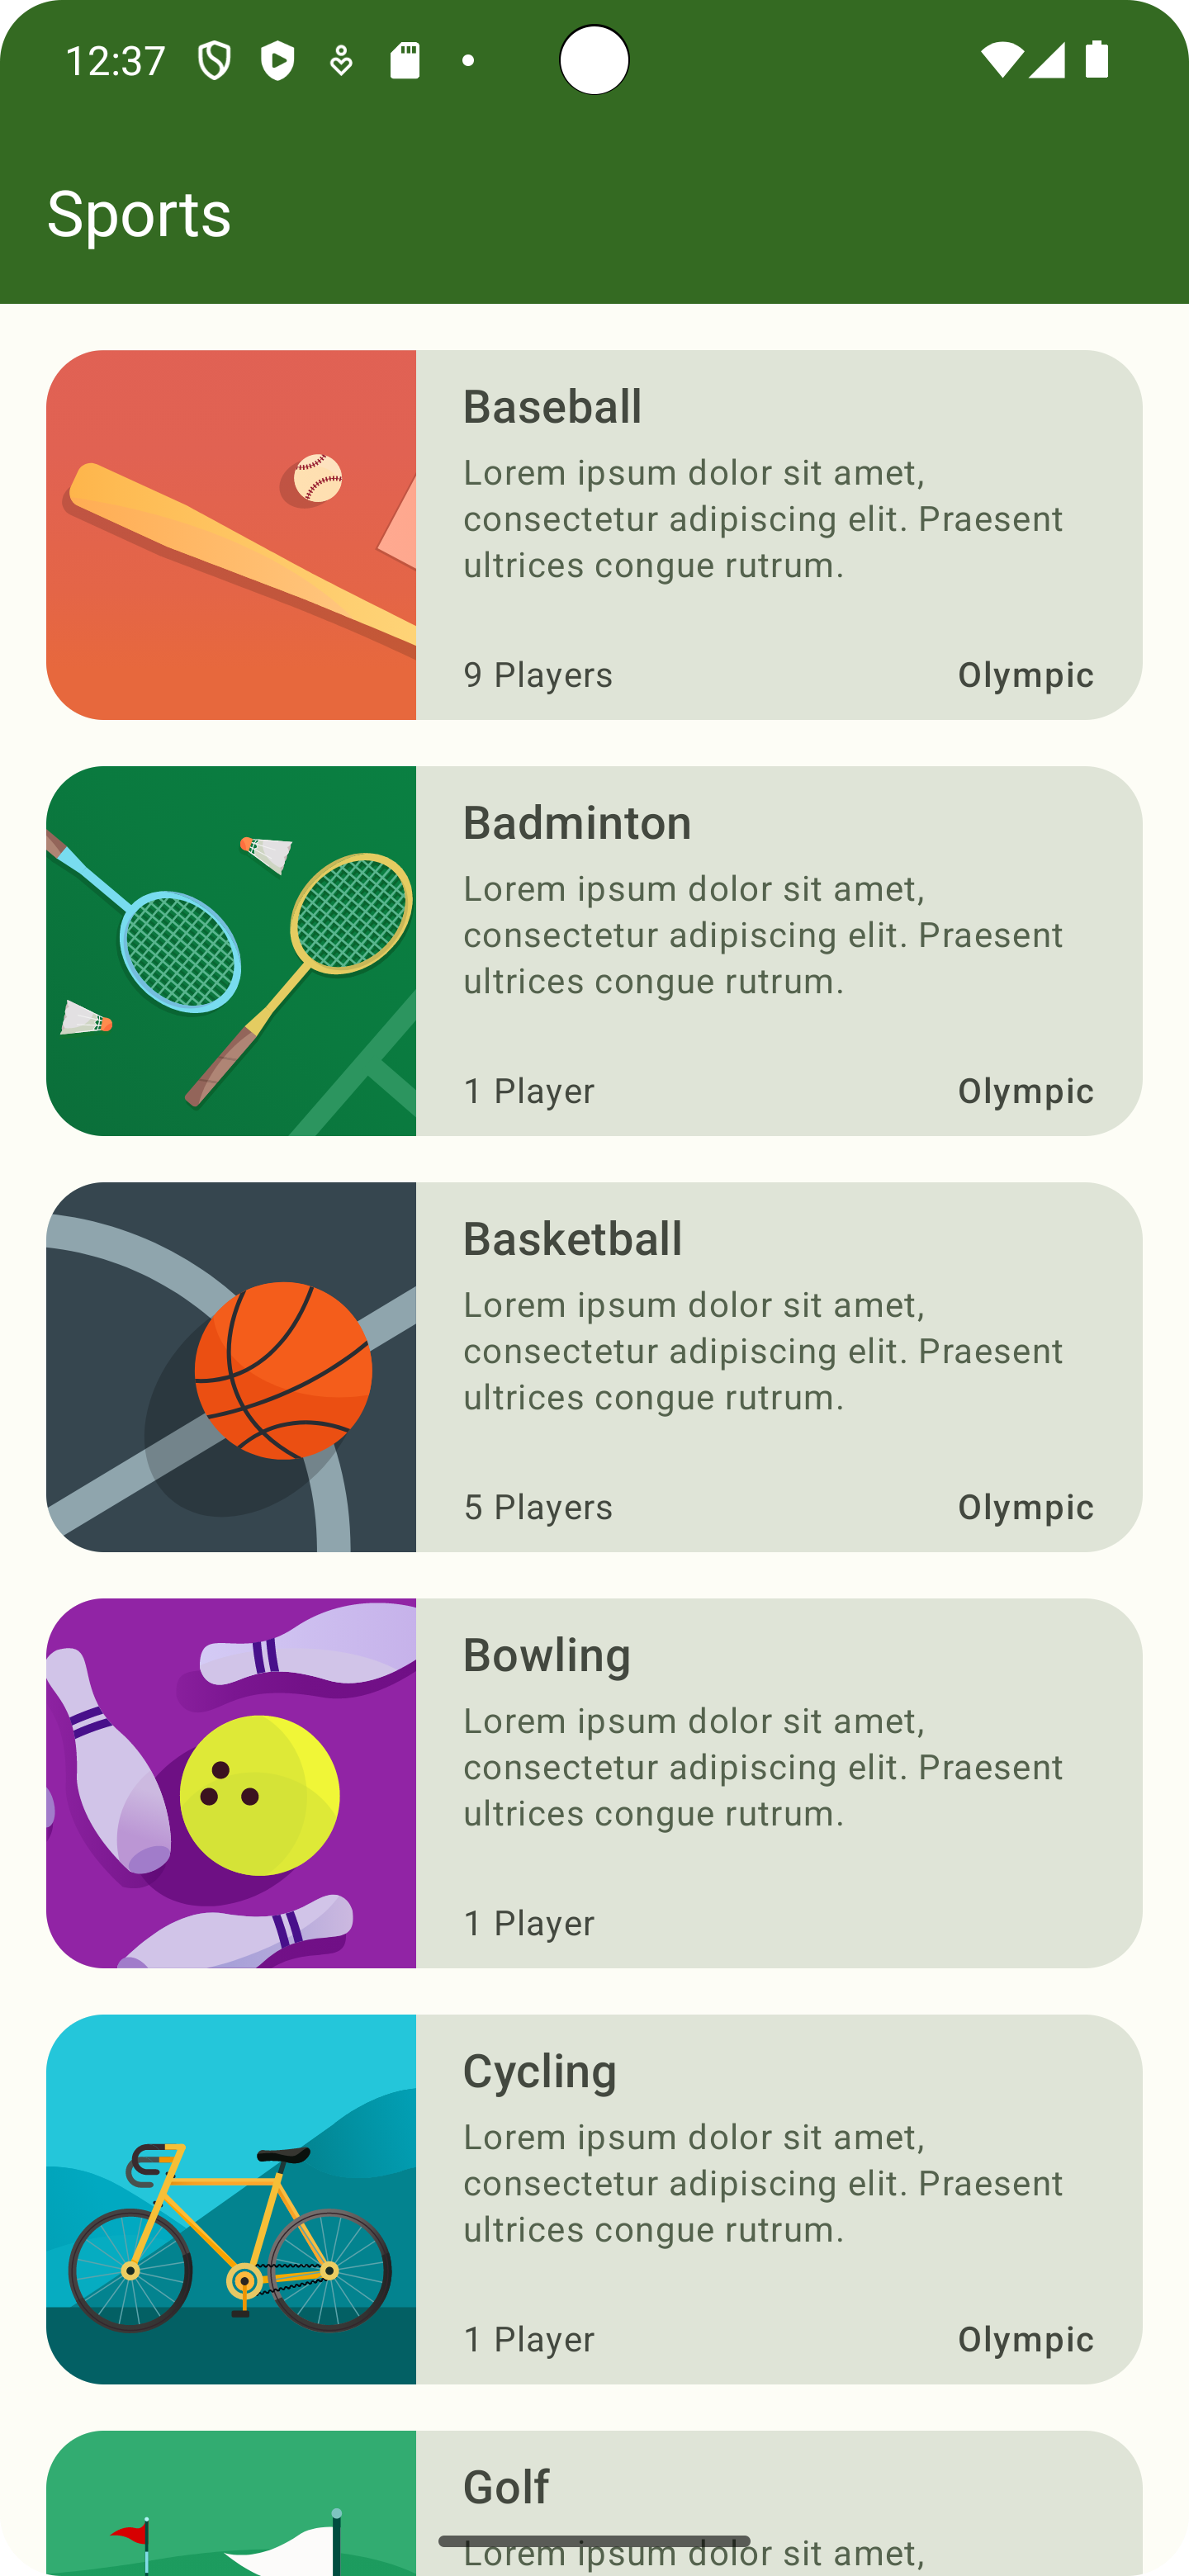 12:37
Sports
Baseball
Lorem ipsum dolor sit amet,
consectetur adipiscing elit. Praesent
ultrices congue rutrum.
9 Players Olympic
Badminton
Lorem ipsum dolor sit amet,
consectetur adipiscing elit. Praesent
ultrices congue rutrum.
1 Player Olympic
Basketball
Lorem ipsum dolor sit amet,
consectetur adipiscing elit. Praesent
ultrices congue rutrum.
5 Players Olympic
Bowling
Lorem ipsum dolor sit amet,
consectetur adipiscing elit. Praesent
ultrices congue rutrum.
1 Player
Cycling
Lorem ipsum dolor sit amet,
consectetur adipiscing elit. Praesent
ultrices congue rutrum.
1 Player Olympic
Golf
Lorem ipsum dolor sit amet,